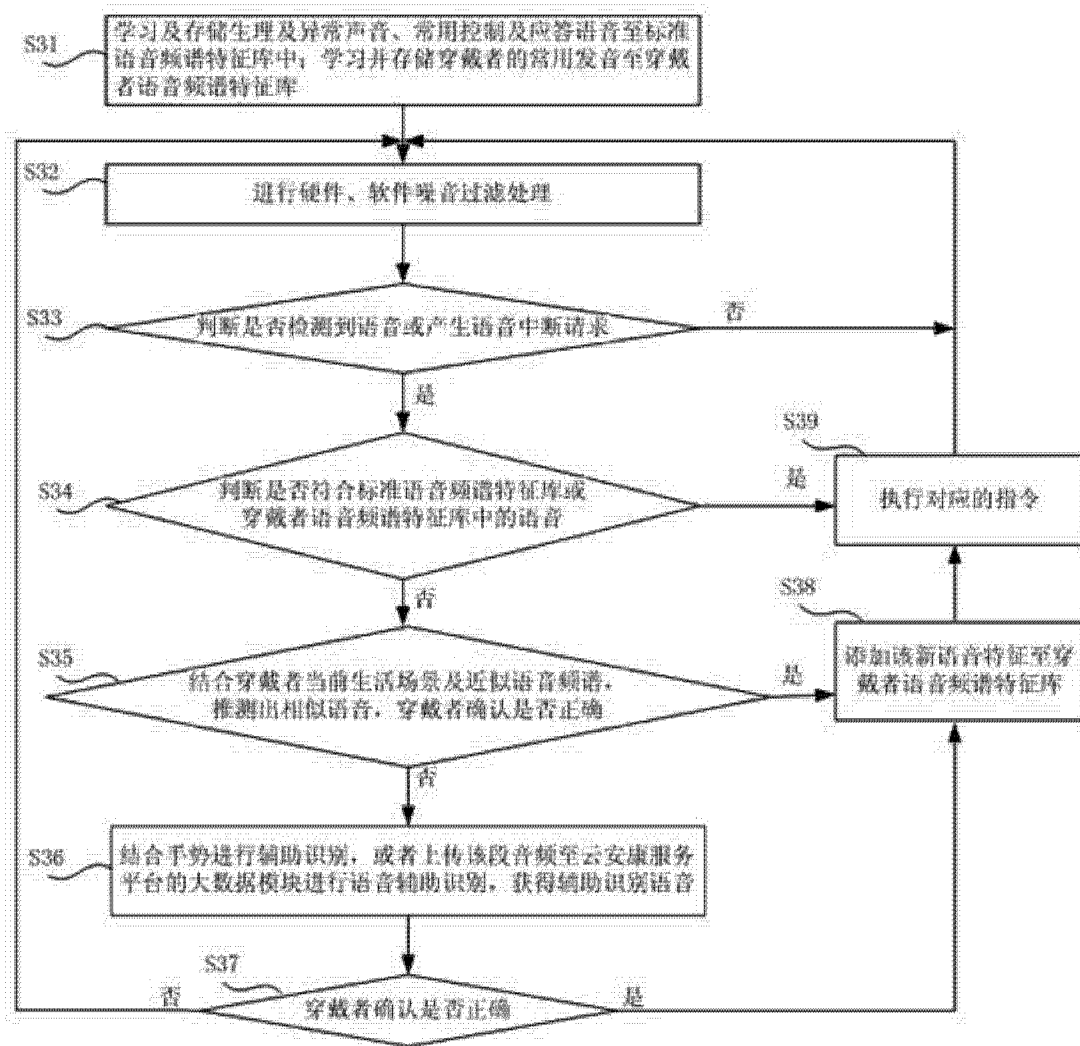 S31
学习及存储生理及异常声音、常用控制及应答语音至标准
语音频谱特征库中；学习并存储穿戴者的常用发音至穿戴
者语音频谱特征库
S32
进行硬件、软件噪音过滤处理
S33
判断是否检测到语音或产生语音中断请求
否
是
S39
S34
判断是否符合标准语音频谱特征库或
穿戴者语音频谱特征库中的语音
是
执行对应的指令
否
S38
S35
结合穿戴者当前生活场景及近似语音频谱，
推测出相似语音，穿戴者确认是否正确
是
添加该新语音特征至穿
戴者语音频谱特征库
否
S36
结合手势进行辅助识别，或者上传该段音频至云安康服务
平台的大数据模块进行语音辅助识别，获得辅助识别语音
S37
否
穿戴者确认是否正确
是